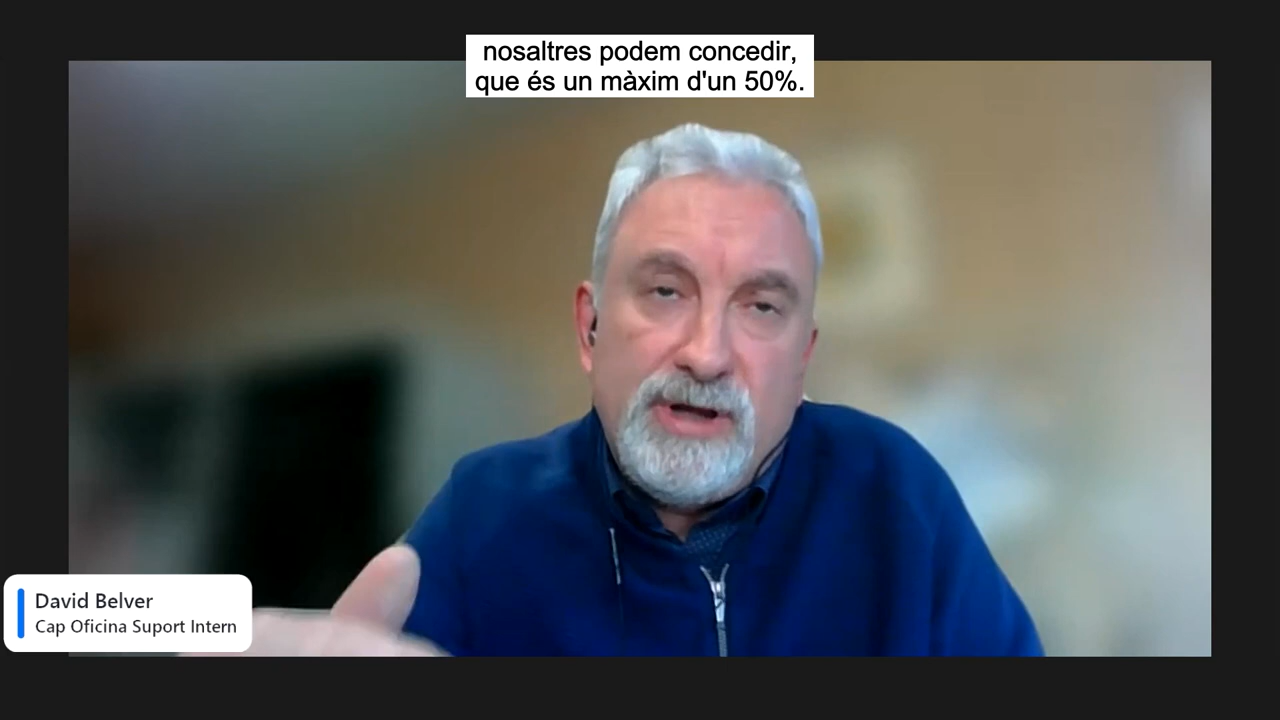 nosaltres podem concedir,
que és un màxim d'un 50%.
David Belver
Cap Oficina Suport Intern